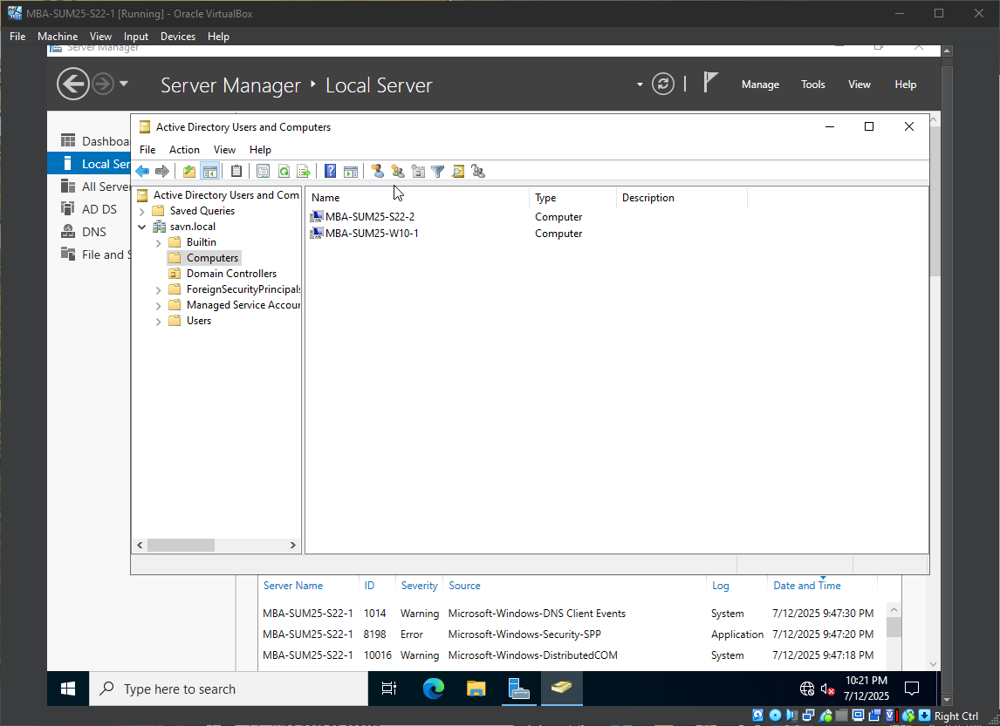 MBA-SUM25-S22-1 [Running] - Oracle VirtualBox
File Machine View Input Devices Help
Server Manager
Server Manager Local Server
Manage Tools View Help
Dashboa
Local Ser
All Server
AD DS
DNS
File and S
Active Directory Users and Computers
File Action View Help
Active Directory Users and Com
Saved Queries
savn.local
Builtin
Computers
Domain Controllers
ForeignSecurityPrincipals
Managed Service Accour
Users
Name Type Description
MBA-SUM25-S22-2 Computer
MBA-SUM25-W10-1 Computer
Server Name ID Severity Source Log Date and Time
MBA-SUM25-S22-1 1014 Warning Microsoft-Windows-DNS Client Events System 7/12/2025 9:47:30 PM
MBA-SUM25-S22-1 8198 Error Microsoft-Windows-Security-SPP Application 7/12/2025 9:47:20 PM
MBA-SUM25-S22-1 10016 Warning Microsoft-Windows-DistributedCOM System 7/12/2025 9:47:18 PM
Type here to search
10:21 PM
7/12/2025
Right Ctrl